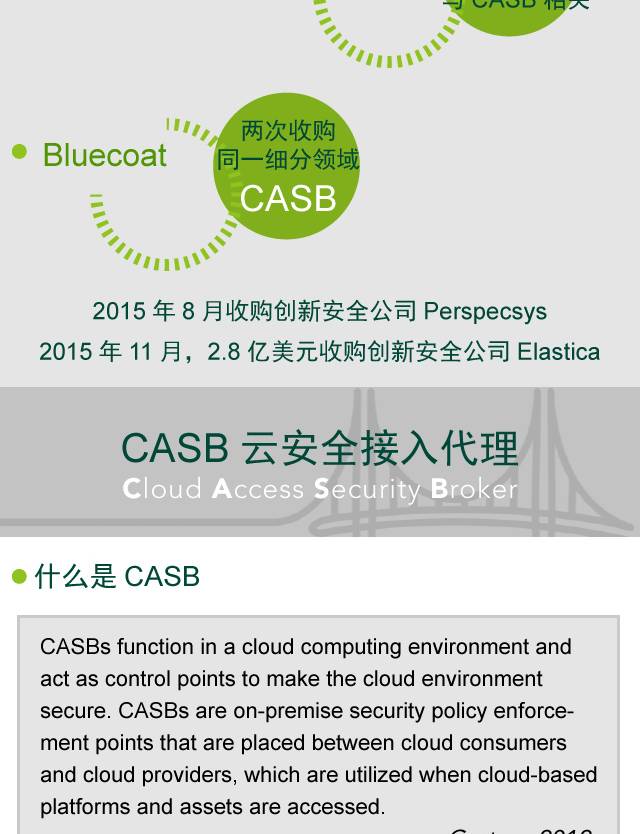 与 CASB 相关
Bluecoat
两次收购
同一细分领域
CASB
2015 年 8 月收购创新安全公司 Perspecsys
2015 年 11 月，2.8 亿美元收购创新安全公司 Elastica
CASB 云安全接入代理
Cloud Access Security Broker
什么是 CASB
CASBs function in a cloud computing environment and
act as control points to make the cloud environment
secure. CASBs are on-premise security policy enforce-
ment points that are placed between cloud consumers
and cloud providers, which are utilized when cloud-based
platforms and assets are accessed.